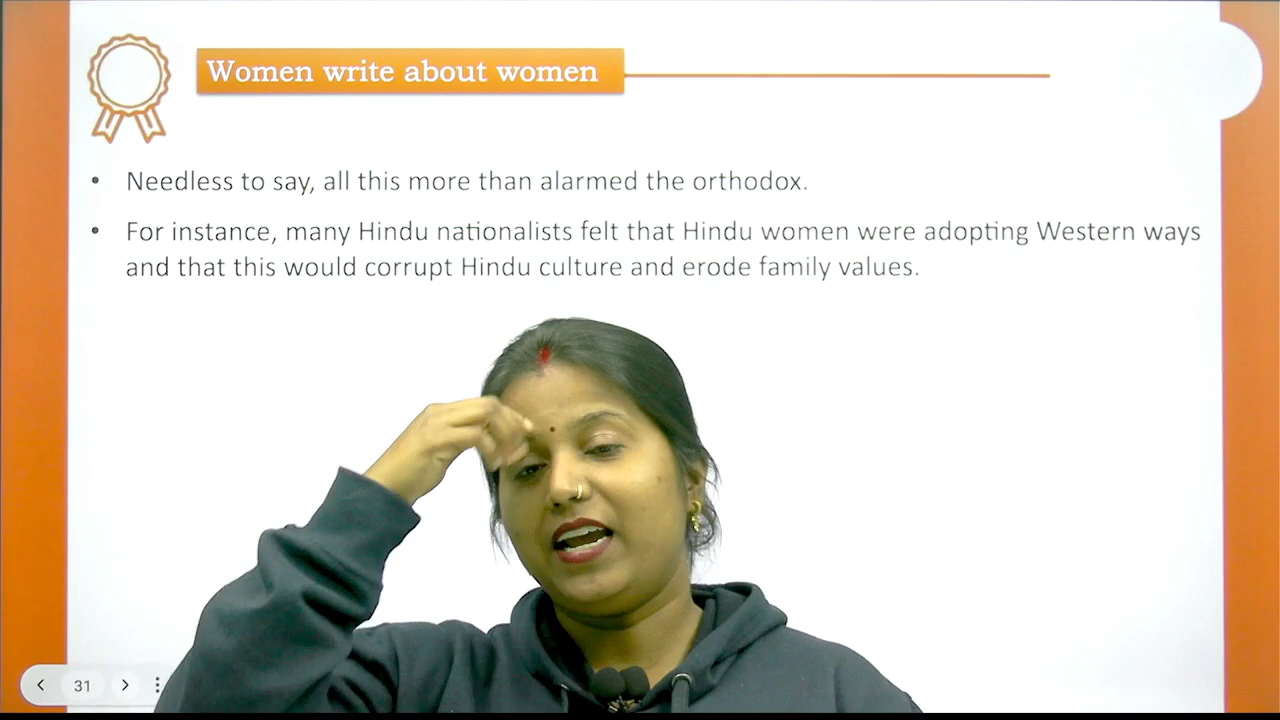 Women write about women
• Needless to say, all this more than alarmed the orthodox.
• For instance, many Hindu nationalists felt that Hindu women were adopting Western ways
and that this would corrupt Hindu culture and erode family values.
31